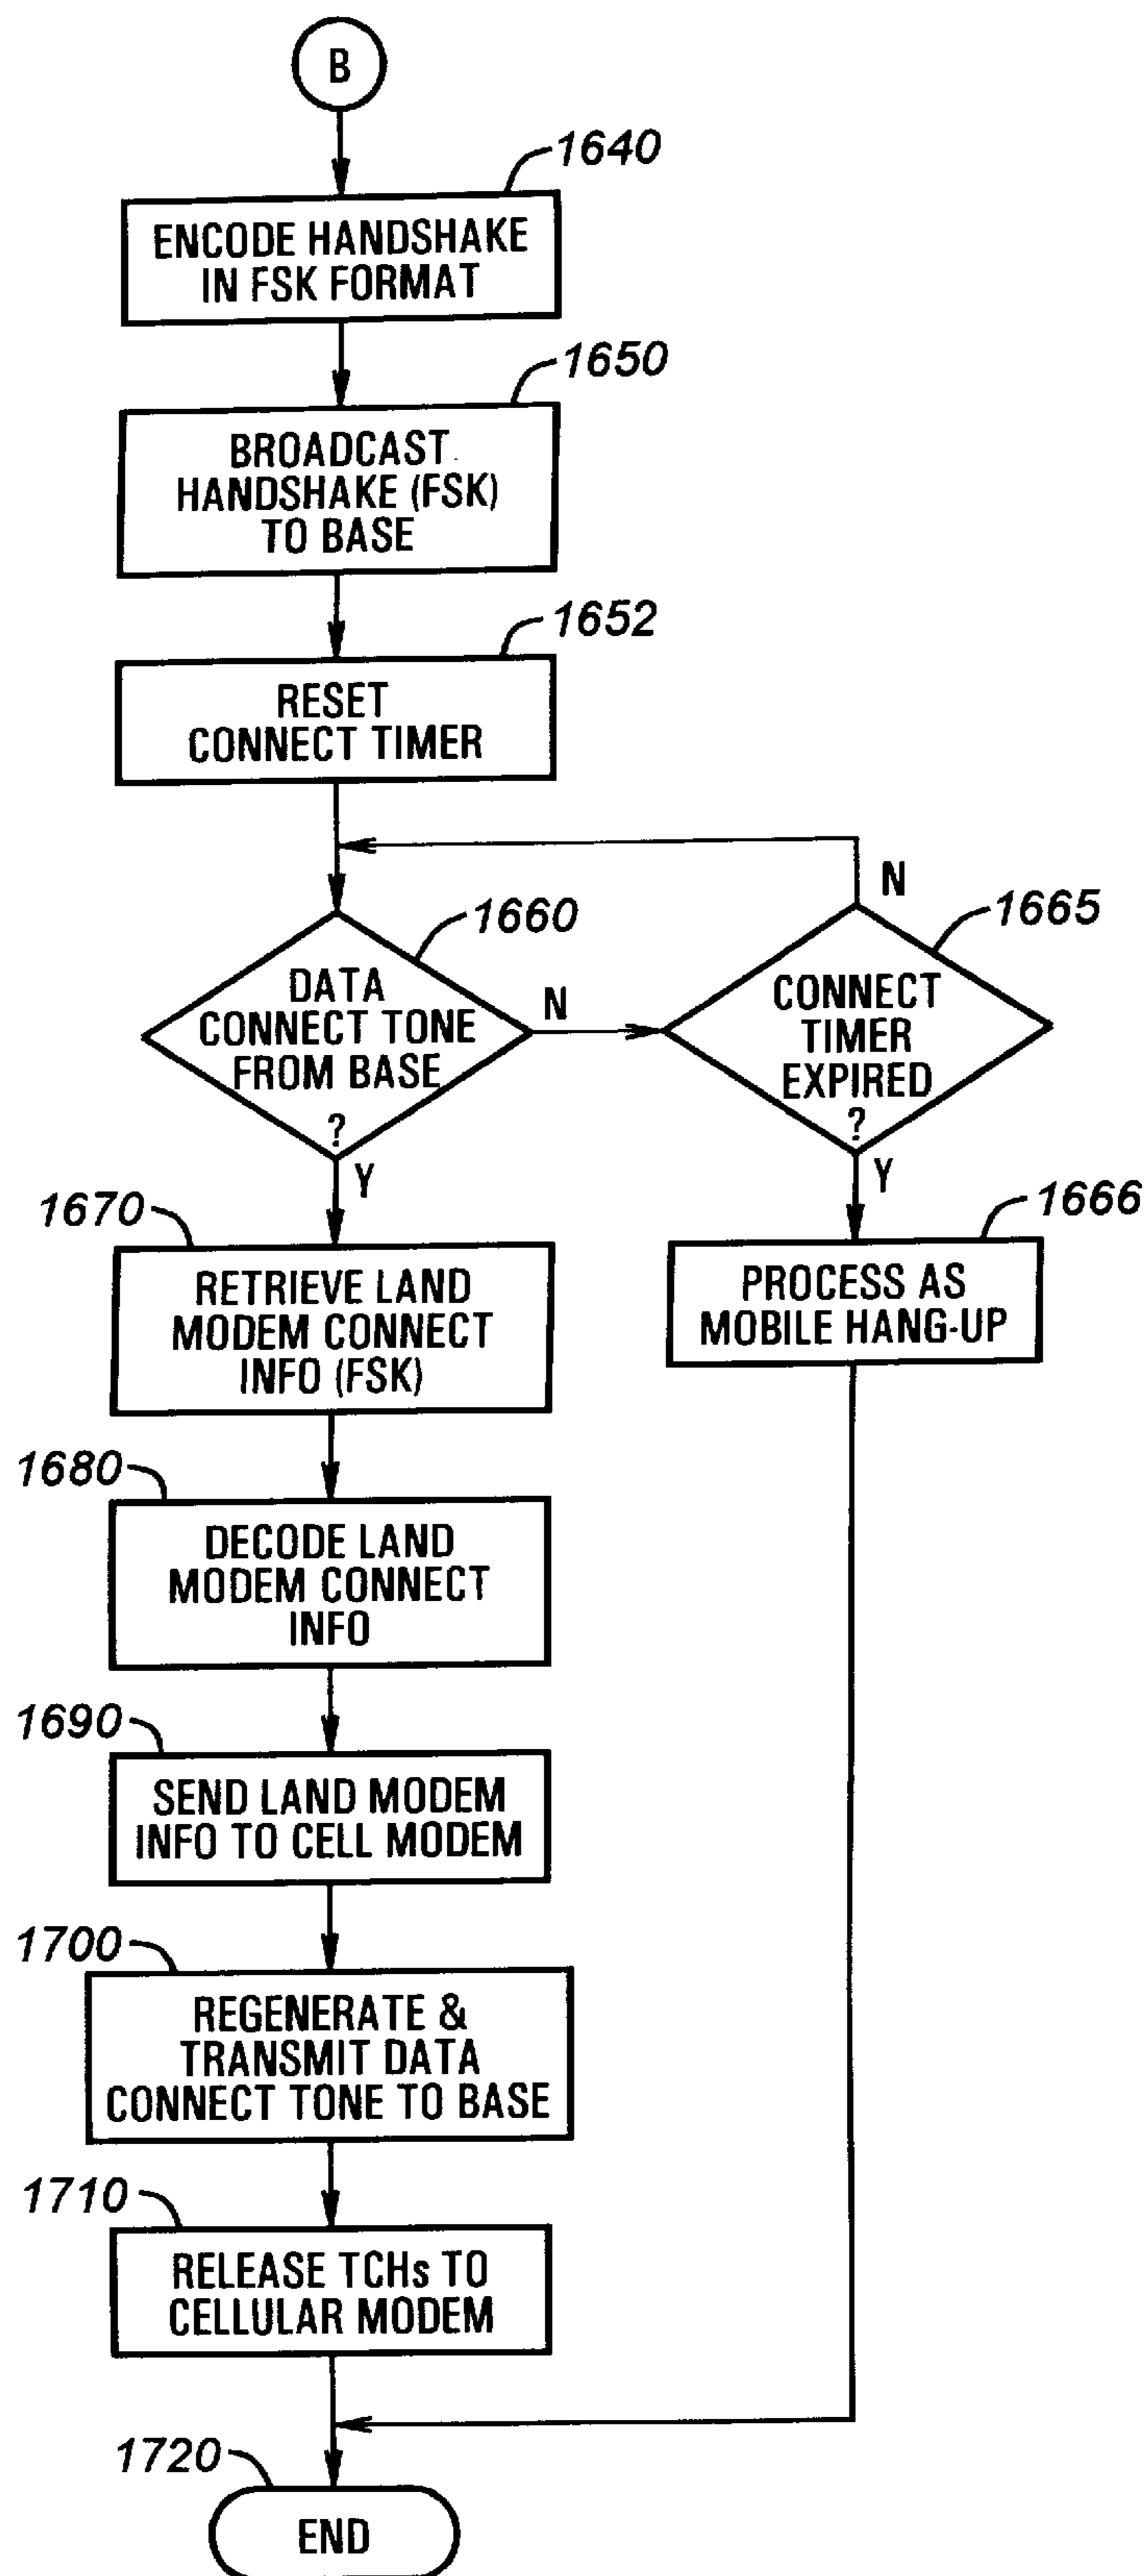 B
1640
ENCODE HANDSHAKE
IN FSK FORMAT
1650
BROADCAST
HANDSHAKE (FSK)
TO BASE
1652
RESET
CONNECT TIMER
N
1660
1665
DATA
CONNECT TONE
FROM BASE
?
N
CONNECT
TIMER
EXPIRED
?
Y
Y
1670
1666
RETRIEVE LAND
MODEM CONNECT
INFO (FSK)
PROCESS AS
MOBILE HANG-UP
1680
DECODE LAND
MODEM CONNECT
INFO
1690
SEND LAND MODEM
INFO TO CELL MODEM
1700
REGENERATE &
TRANSMIT DATA
CONNECT TONE TO BASE
1710
RELEASE TCHs TO
CELLULAR MODEM
1720
END